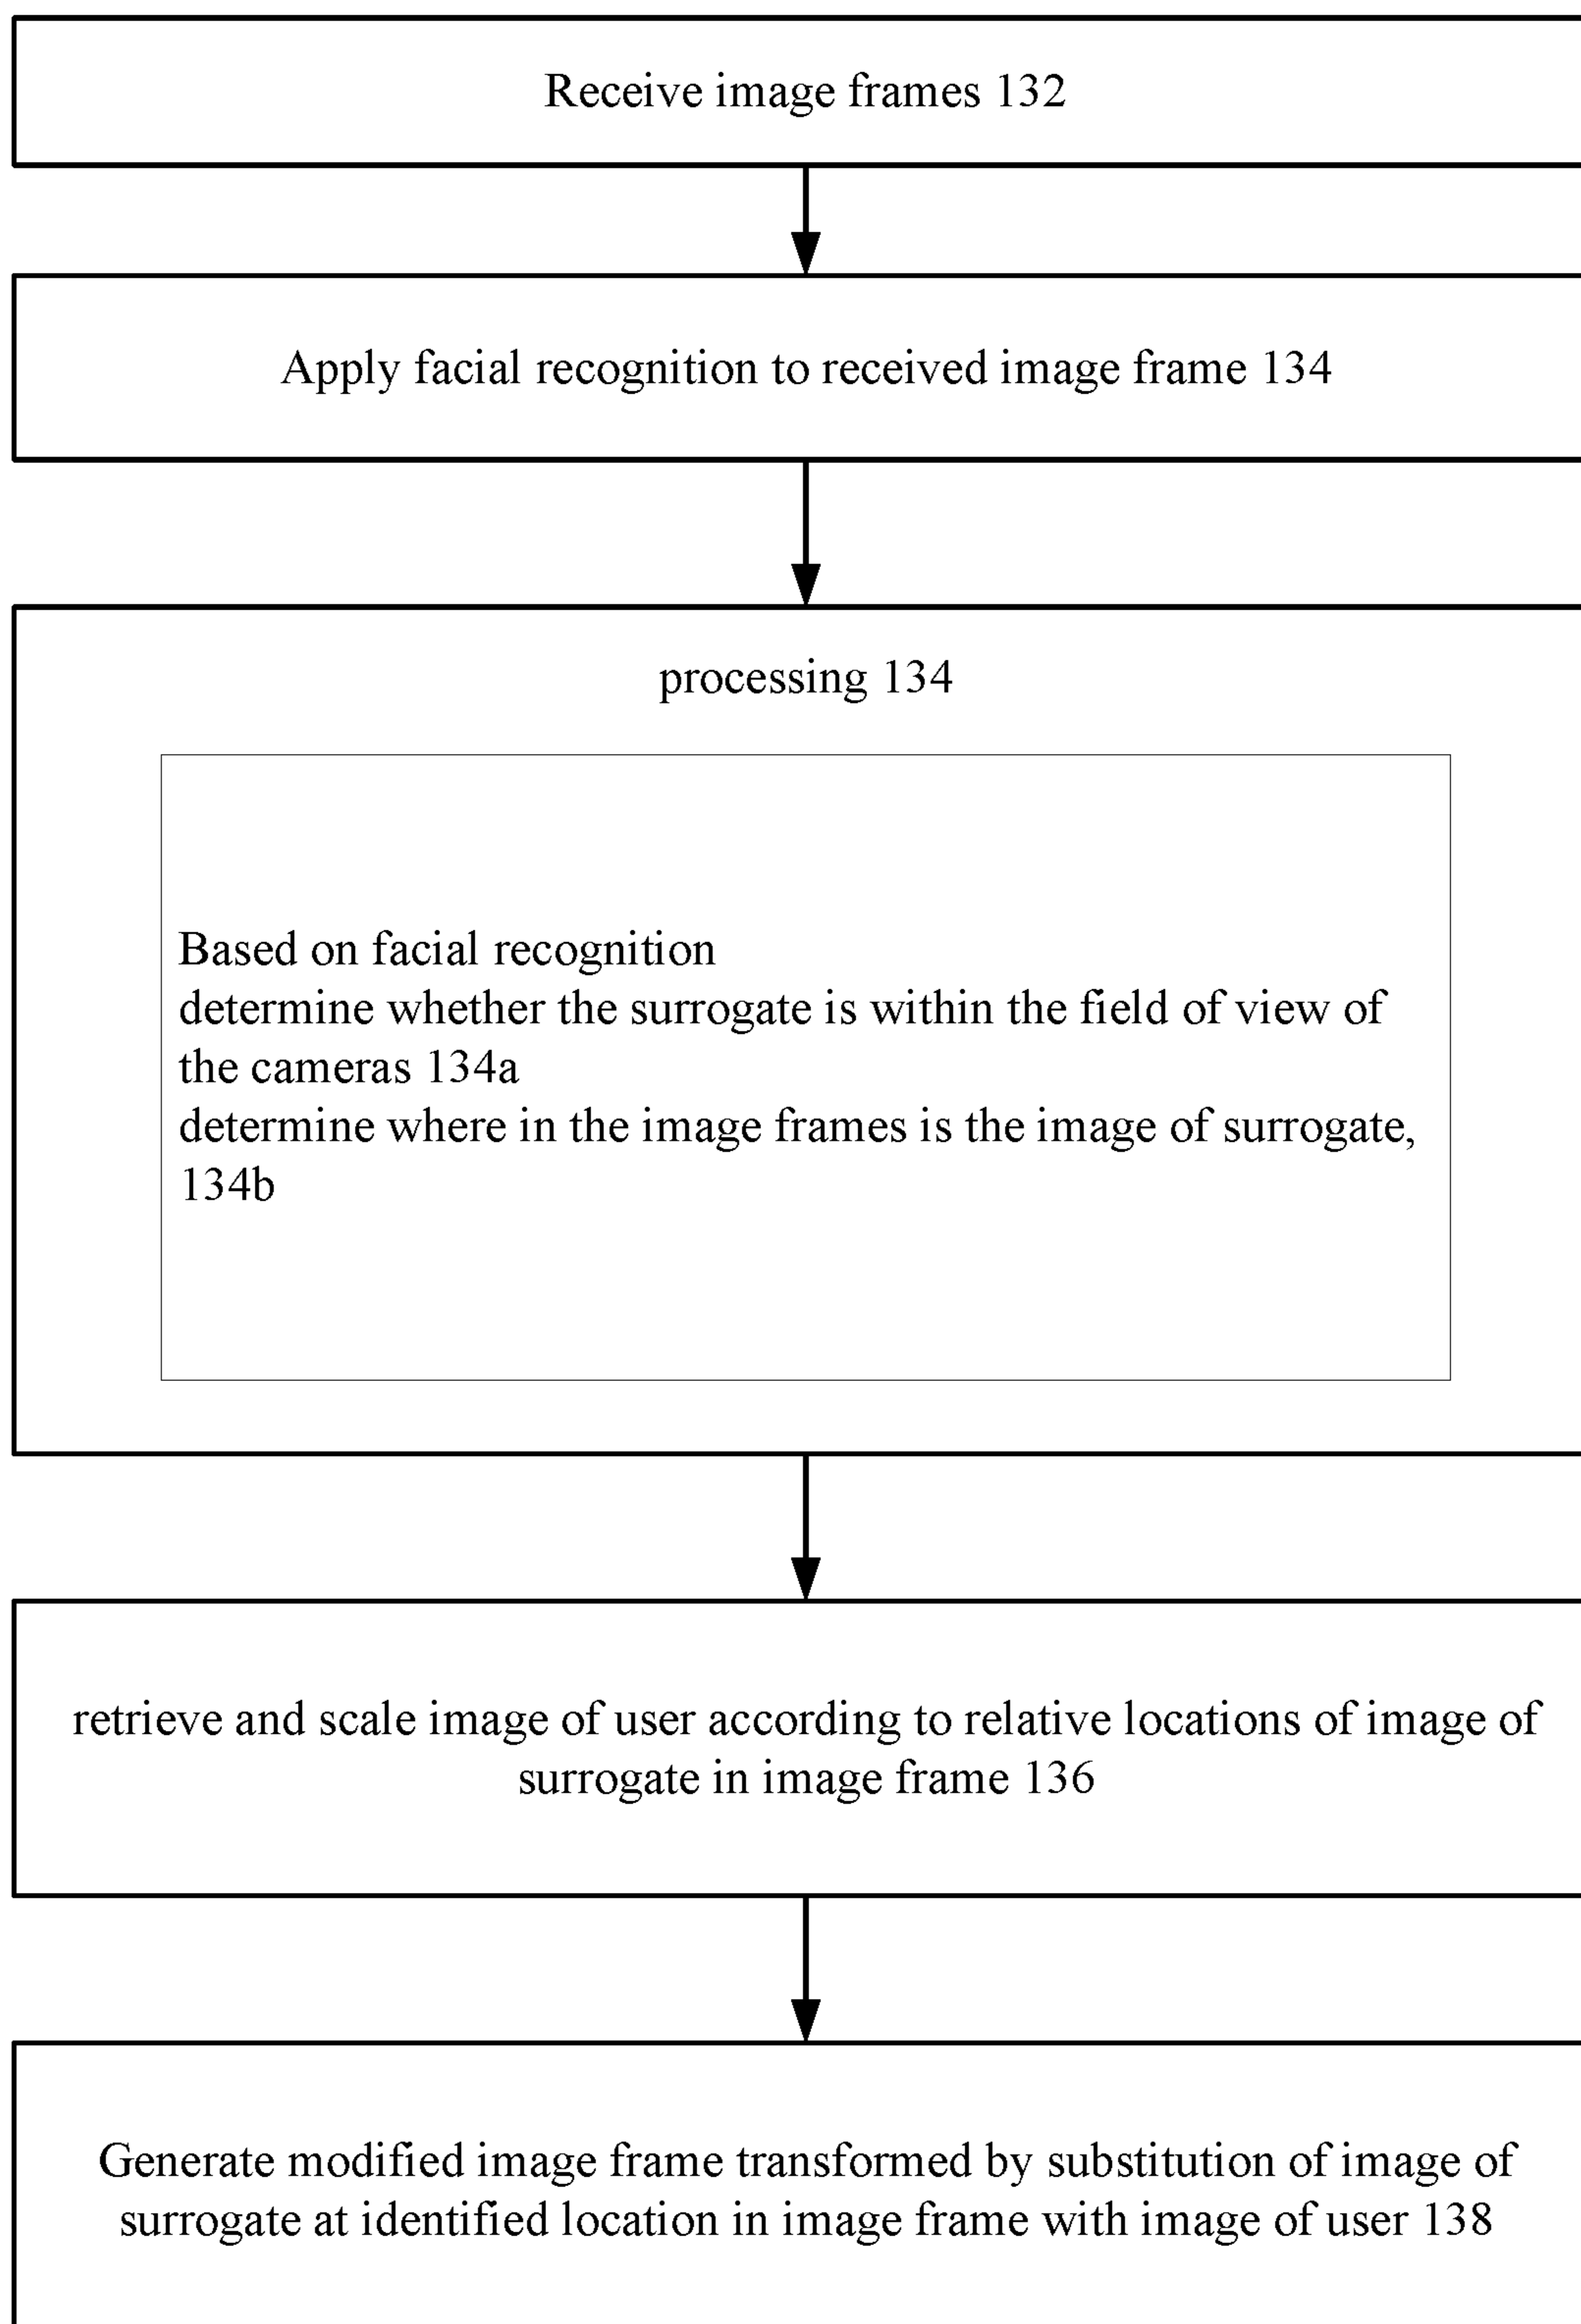 Receive image frames 132
Apply facial recognition to received image frame 134
processing 134
Based on facial recognition
determine whether the surrogate is within the field of view of
the cameras 134a
determine where in the image frames is the image of surrogate,
134b
retrieve and scale image of user according to relative locations of image of
surrogate in image frame 136
Generate modified image frame transformed by substitution of image of
surrogate at identified location in image frame with image of user 138